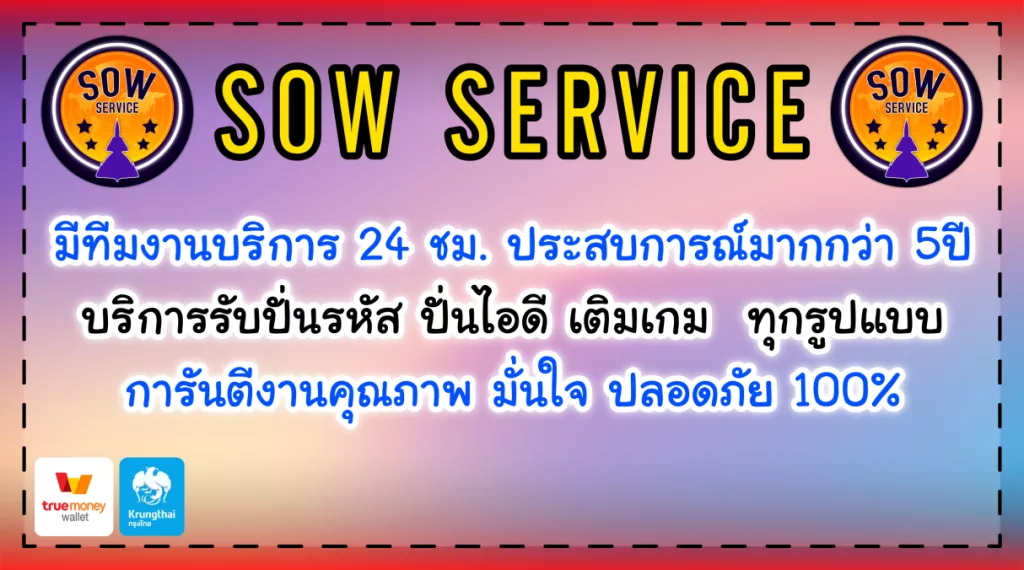 SOW
SERVICE
SOW SERVICE
SOW
SERVICE
มีทีมงานบริการ 24 ชม. ประสบการณ์มากกว่า 5ปี
บริการรับปั่นรหัส ปั่นไอดี เติมเกม ทุกรูปแบบ
การันตีงานคุณภาพ มั่นใจ ปลอดภัย 100%
truemoney
wallet
Krungthai
กรุงไทย